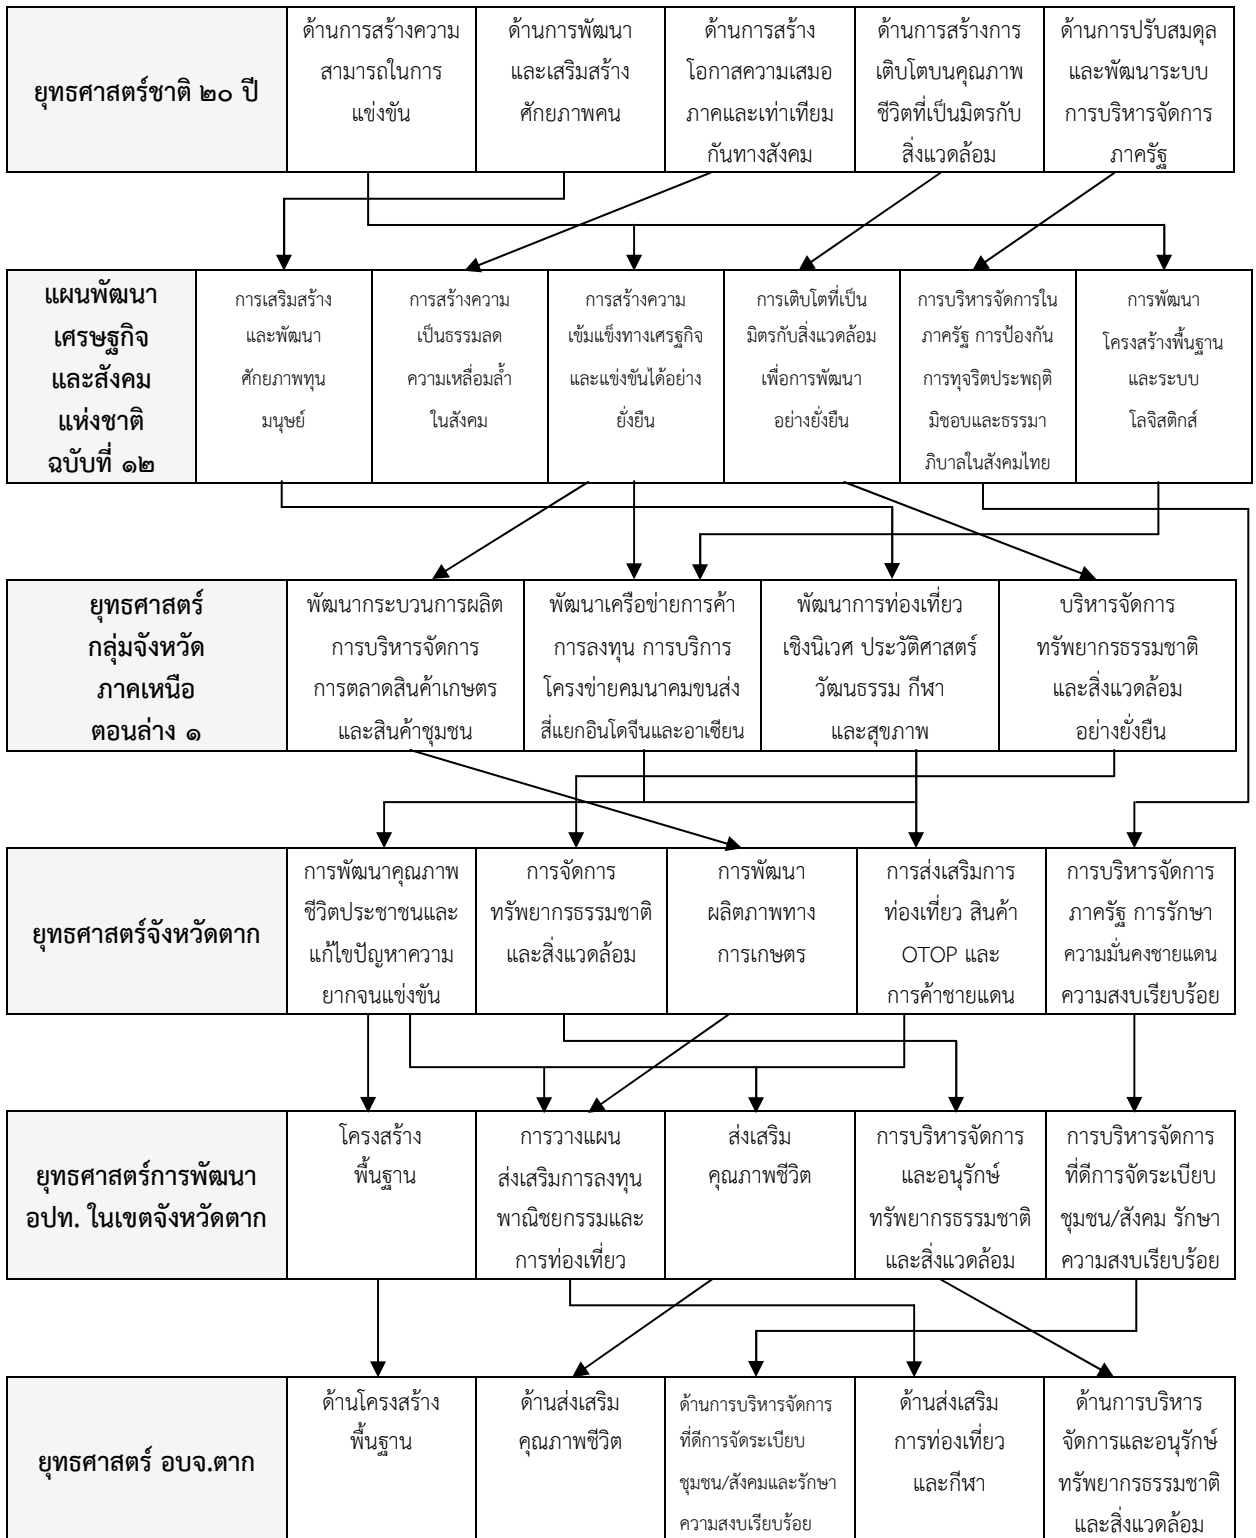 ยุทธศาสตร์ชาติ ๒๐ ปี
ด้านการสร้างความ
สามารถในการ
แข่งขัน
ด้านการพัฒนา
และเสริมสร้าง
ศักยภาพคน
ด้านการสร้าง
โอกาสความเสมอ
ภาคและเท่าเทียม
กันทางสังคม
ด้านการสร้างการ
เติบโตบนคุณภาพ
ชีวิตที่เป็นมิตรกับ
สิ่งแวดล้อม
ด้านการปรับสมดุล
และพัฒนาระบบ
การบริหารจัดการ
ภาครัฐ
แผนพัฒนา
เศรษฐกิจ
และสังคม
แห่งชาติ
ฉบับที่ ๑๒
การเสริมสร้าง
และพัฒนา
ศักยภาพทุน
มนุษย์
การสร้างความ
เป็นธรรมลด
ความเหลื่อมล้ำ
ในสังคม
การสร้างความ
เข้มแข็งทางเศรฐกิจ
และแข่งขันได้อย่าง
ยั่งยืน
การเติบโตที่เป็น
มิตรกับสิ่งแวดล้อม
เพื่อการพัฒนา
อย่างยั่งยืน
การบริหารจัดการใน
ภาครัฐ การป้องกัน
การทุจริตประพฤติ
มิชอบและธรรมา
ภิบาลในสังคมไทย
การพัฒนา
โครงสร้างพื้นฐาน
และระบบ
โลจิสติกส์
ยุทธศาสตร์
กลุ่มจังหวัด
ภาคเหนือ
ตอนล่าง ๑
พัฒนากระบวนการผลิต
การบริหารจัดการ
การตลาดสินค้าเกษตร
และสินค้าชุมชน
พัฒนาเครือข่ายการค้า
การลงทุน การบริการ
โครงข่ายคมนาคมขนส่ง
สี่แยกอินโดจีนและอาเซียน
พัฒนาการท่องเที่ยว
เชิงนิเวศ ประวัติศาสตร์
วัฒนธรรม กีฬา
และสุขภาพ
บริหารจัดการ
ทรัพยากรธรรมชาติ
และสิ่งแวดล้อม
อย่างยั่งยืน
ยุทธศาสตร์จังหวัดตาก
การพัฒนาคุณภาพ
ชีวิตประชาชนและ
แก้ไขปัญหาความ
ยากจนแข่งขัน
การจัดการ
ทรัพยากรธรรมชาติ
และสิ่งแวดล้อม
การพัฒนา
ผลิตภาพทาง
การเกษตร
การส่งเสริมการ
ท่องเที่ยว สินค้า
OTOP และ
การค้าชายแดน
การบริหารจัดการ
ภาครัฐ การรักษา
ความมั่นคงชายแดน
ความสงบเรียบร้อย
ยุทธศาสตร์การพัฒนา
อปท. ในเขตจังหวัดตาก
โครงสร้าง
พื้นฐาน
การวางแผน
ส่งเสริมการลงทุน
พาณิชยกรรมและ
การท่องเที่ยว
ส่งเสริม
คุณภาพชีวิต
การบริหารจัดการ
และอนุรักษ์
ทรัพยากรธรรมชาติ
และสิ่งแวดล้อม
การบริหารจัดการ
ที่ดีการจัดระเบียบ
ชุมชน/สังคม รักษา
ความสงบเรียบร้อย
ยุทธศาสตร์ อบจ.ตาก
ด้านโครงสร้าง
พื้นฐาน
ด้านส่งเสริม
คุณภาพชีวิต
ด้านการบริหารจัดการ
ที่ดีการจัดระเบียบ
ชุมชน/สังคมและรักษา
ความสงบเรียบร้อย
ด้านส่งเสริม
การท่องเที่ยว
และกีฬา
ด้านการบริหาร
จัดการและอนุรักษ์
ทรัพยากรธรรมชาติ
และสิ่งแวดล้อม